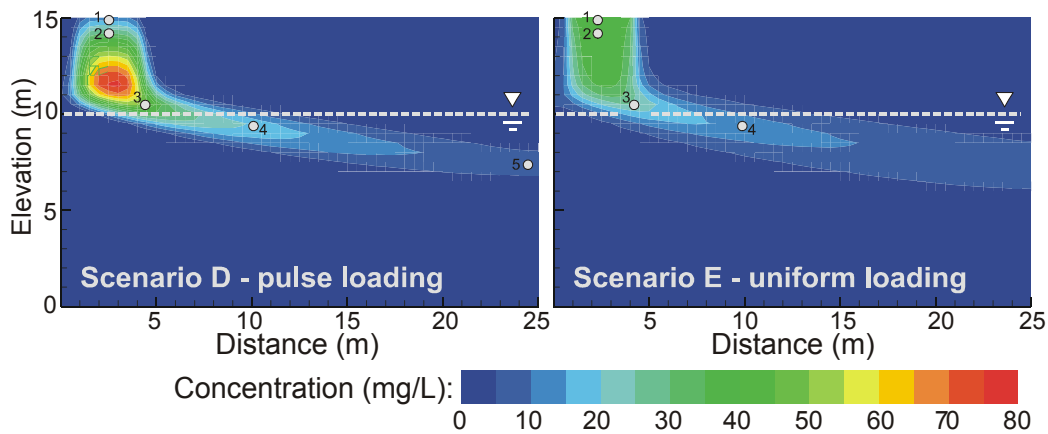 Elevation (m)
15
10
5
0
1
2
3
4
5
Scenario D - pulse loading
5 10 15 20 25
Distance (m)
1
2
3
4
Scenario E - uniform loading
5 10 15 20 25
Distance (m)
Concentration (mg/L):
0 10 20 30 40 50 60 70 80